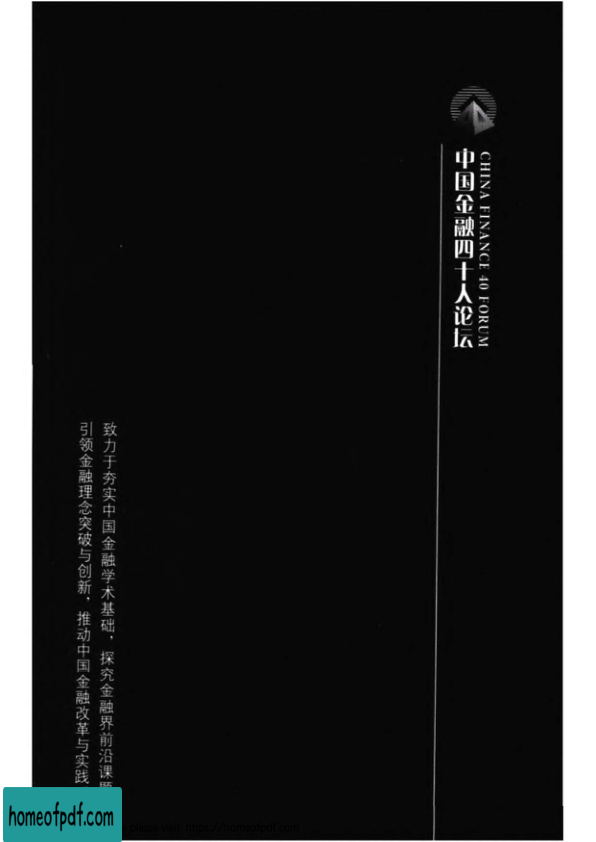 CHINA FINANCE 40 FORUM
中国金融四十人论坛
致力于夯实中国金融学术基础，探究金融界前沿课题
引领金融理念突破与创新，推动中国金融改革与实践
homeofpdf.com
please visit: https://homeofpdf.com